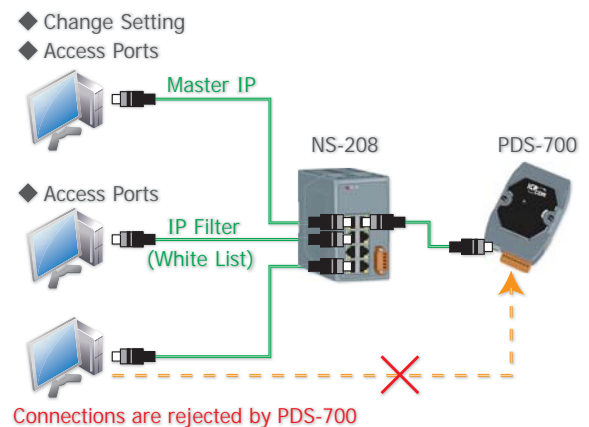 ◆ Change Setting
◆ Access Ports
Master IP
NS-208
PDS-700
◆ Access Ports
IP Filter
(White List)
Connections are rejected by PDS-700